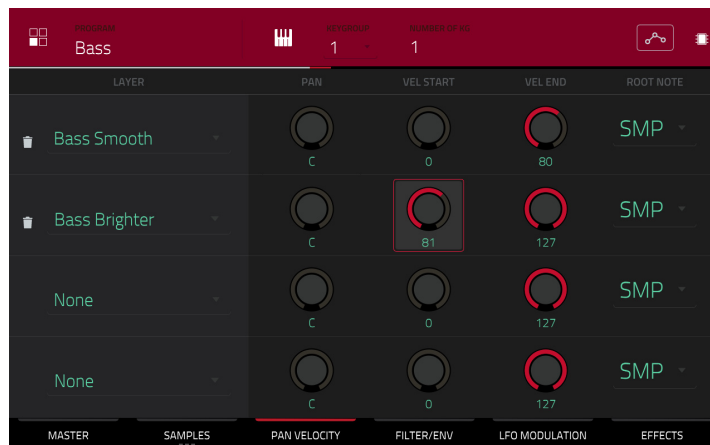 PROGRAM
Bass
KEYGROUP
1
NUMBER OF KG
1
LAYER PAN VEL START VEL END ROOT NOTE
Bass Smooth C 0 80 SMP
Bass Brighter C 81 127 SMP
None C 0 127 SMP
None C 0 127 SMP
MASTER SAMPLES PAN VELOCITY FILTER/ENV LFO MODULATION EFFECTS